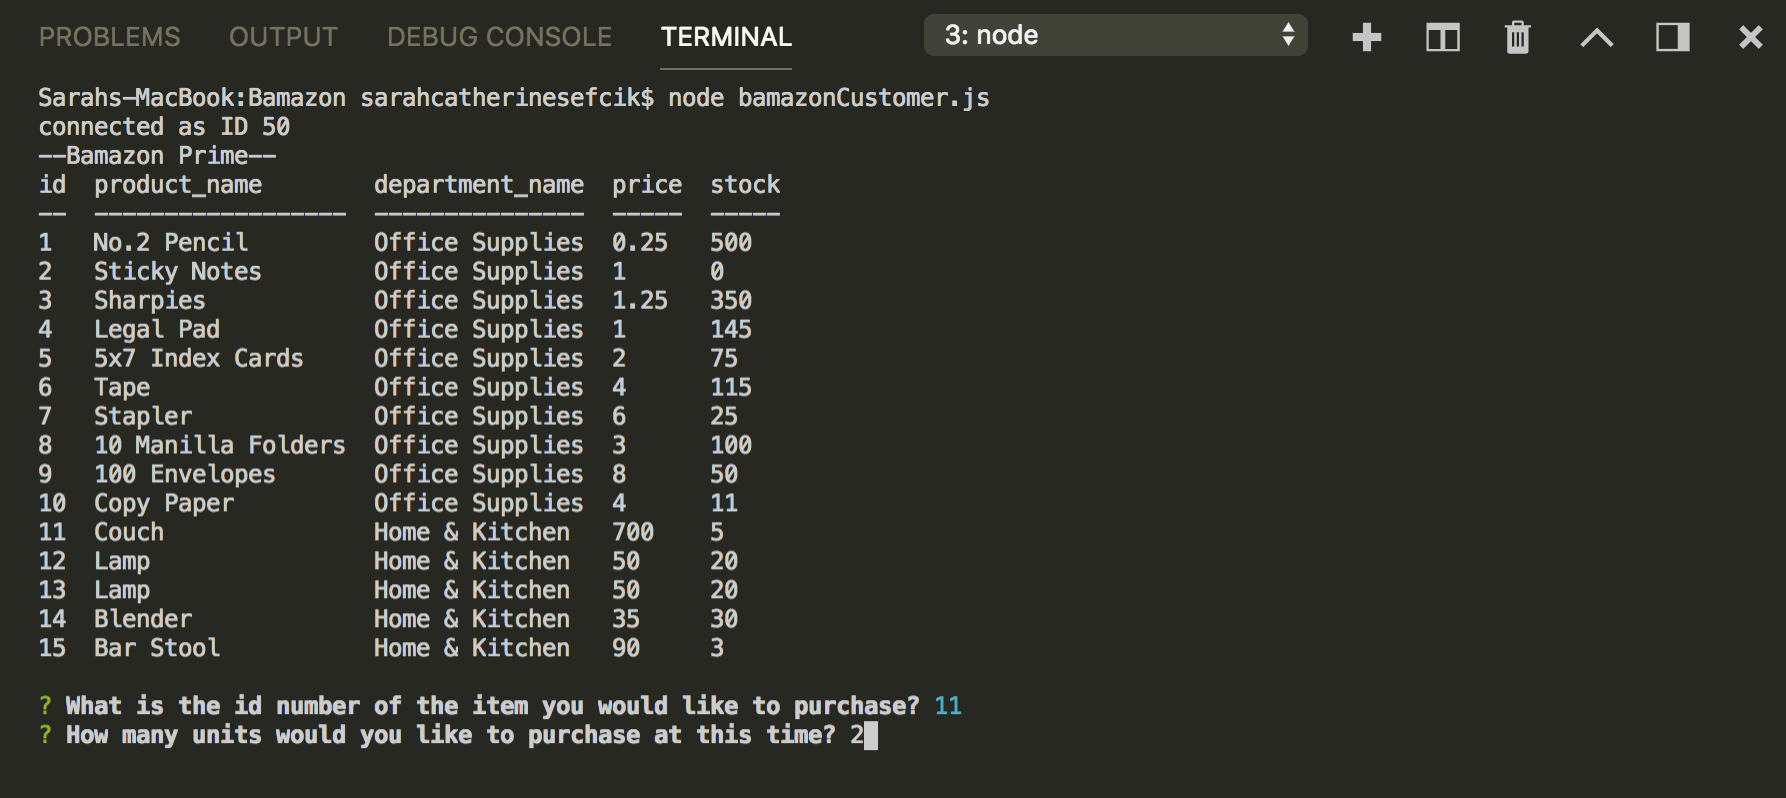 PROBLEMS OUTPUT DEBUG CONSOLE TERMINAL 3: node
Sarahs-MacBook:Bamazon sarahcatherinesefcik$ node bamazonCustomer.js
connected as ID 50
--Bamazon Prime--
id  product_name        department_name  price  stock
--  ------------------  ---------------  -----  -----
1   No.2 Pencil         Office Supplies  0.25   500
2   Sticky Notes        Office Supplies  1      0
3   Sharpies            Office Supplies  1.25   350
4   Legal Pad           Office Supplies  1      145
5   5x7 Index Cards     Office Supplies  2      75
6   Tape                Office Supplies  4      115
7   Stapler             Office Supplies  6      25
8   10 Manilla Folders  Office Supplies  3      100
9   100 Envelopes       Office Supplies  8      50
10  Copy Paper          Office Supplies  4      11
11  Couch               Home & Kitchen   700    5
12  Lamp                Home & Kitchen   50     20
13  Lamp                Home & Kitchen   50     20
14  Blender             Home & Kitchen   35     30
15  Bar Stool           Home & Kitchen   90     3
? What is the id number of the item you would like to purchase? 11
? How many units would you like to purchase at this time? 2